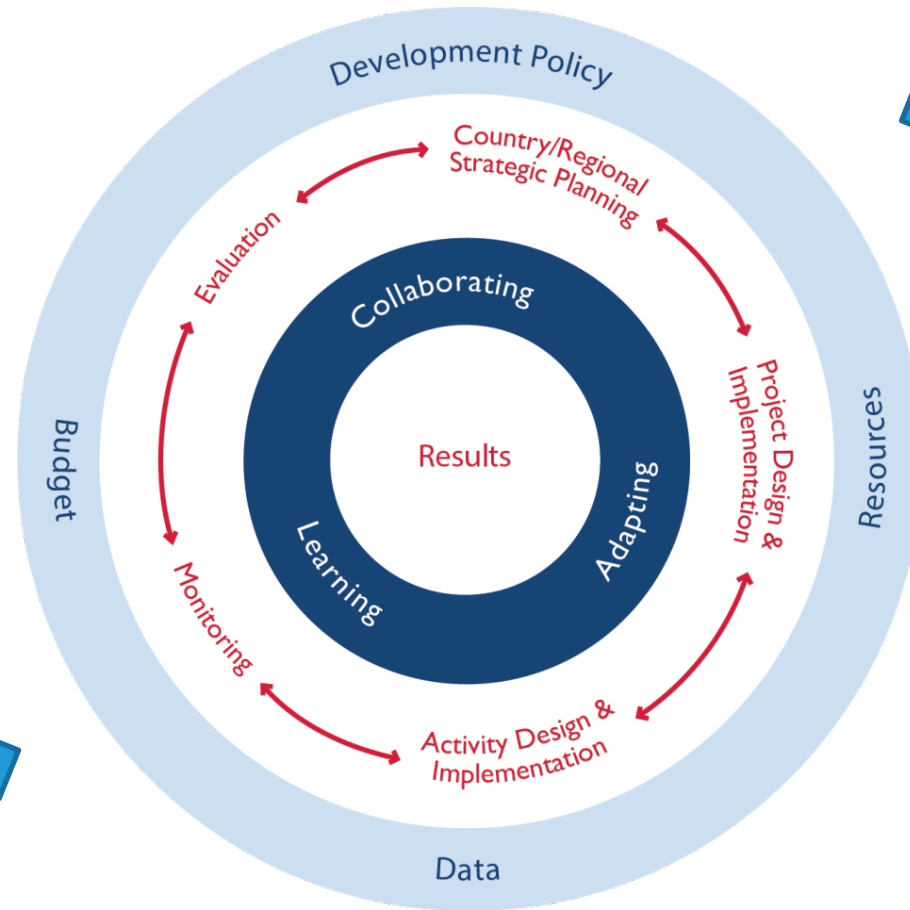 Development Policy
Country/Regional
Strategic Planning
Evaluation
Collaborating
Project Design &
Implementation
Budget
Results
Resources
Adapting
Learning
Monitoring
Activity Design &
Implementation
Data